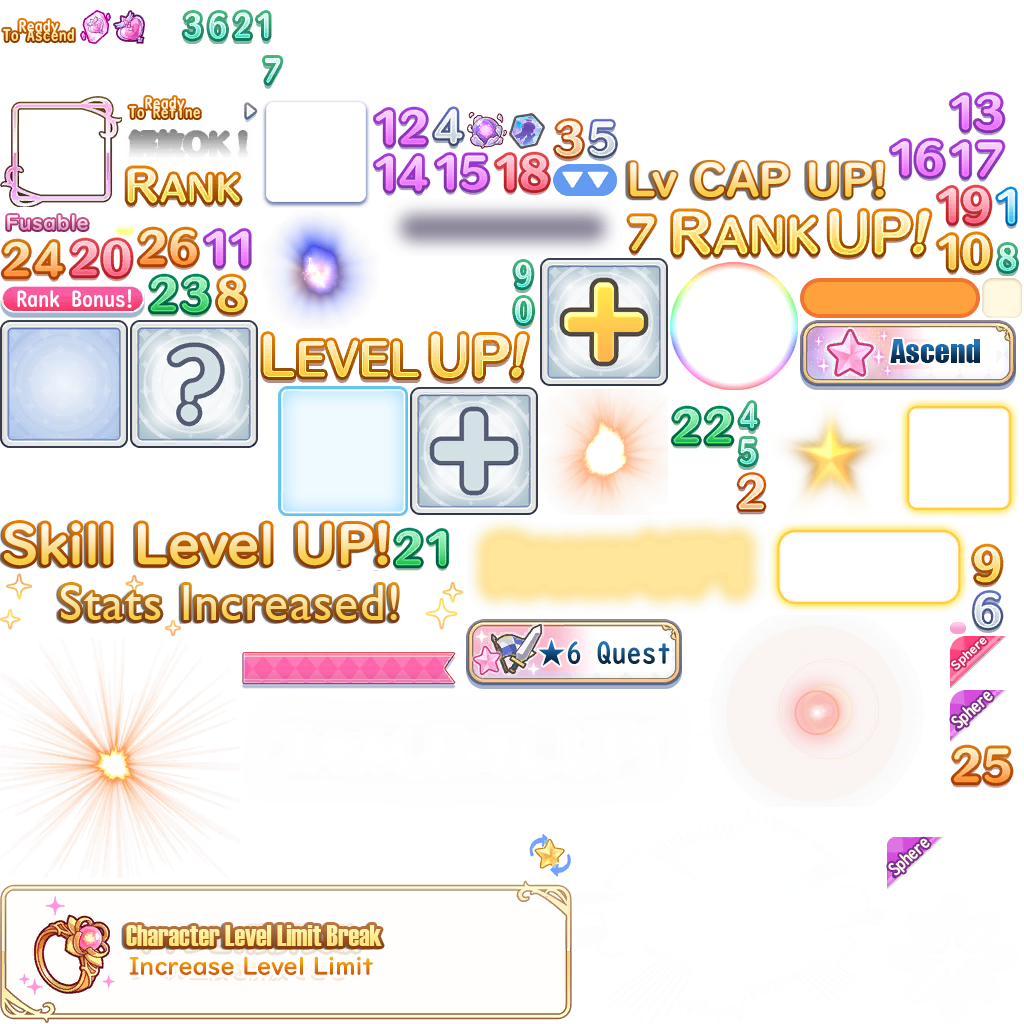 Ready
To Ascend
3621
7
Ready
To Refine
OK!
RANK
12 4
3 5
14 15 18
13
16 17
Lv CAP UP!
19 1
7 RANK UP!
10 8
Fusable
24 20 26 11
Rank Bonus!
23 8
9
0
LEVEL UP!
?
Ascend
22 4
5
2
Skill Level UP!
21
Stats Increased!
9
6
★6 Quest
Sphere
Sphere
25
Sphere
Character Level Limit Break
Increase Level Limit